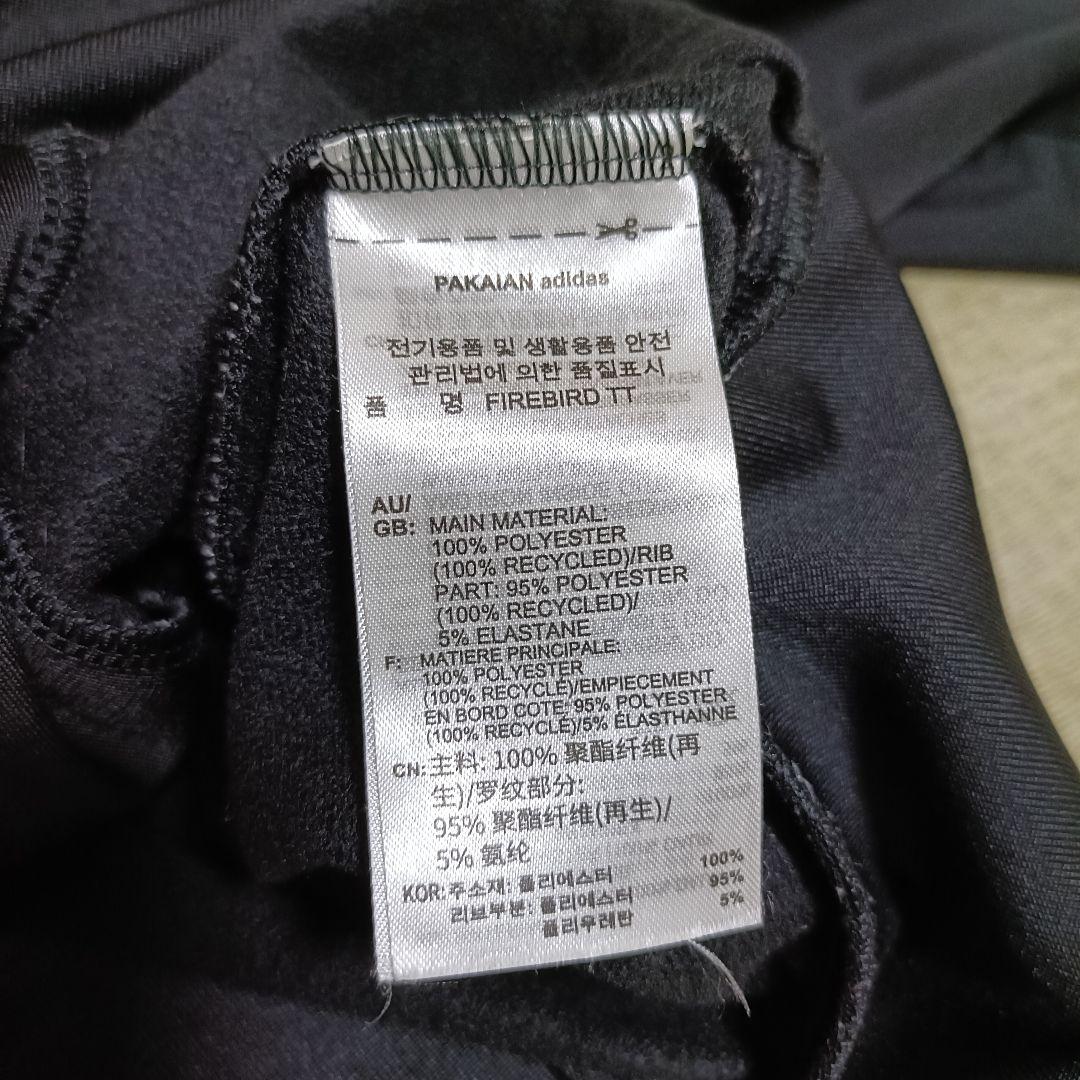 PAKAIAN adidas
전기용품 및 생활용품 안전
관리법에 의한 품질표시
품 명 FIREBIRD TT
AU/
GB: MAIN MATERIAL:
100% POLYESTER
(100% RECYCLED)/RIB
PART: 95% POLYESTER
(100% RECYCLED)/
5% ELASTANE
F: MATIERE PRINCIPALE:
100% POLYESTER
(100% RECYCLÉ)/EMPIECEMENT
EN BORD COTE: 95% POLYESTER
(100% RECYCLÉ)/5% ÉLASTHANNE
CN: 主料: 100% 聚酯纤维(再
生)/罗纹部分:
95% 聚酯纤维(再生)/
5% 氨纶
KOR: 주소재: 폴리에스터 100%
리브부분: 폴리에스터 95%
폴리우레탄 5%